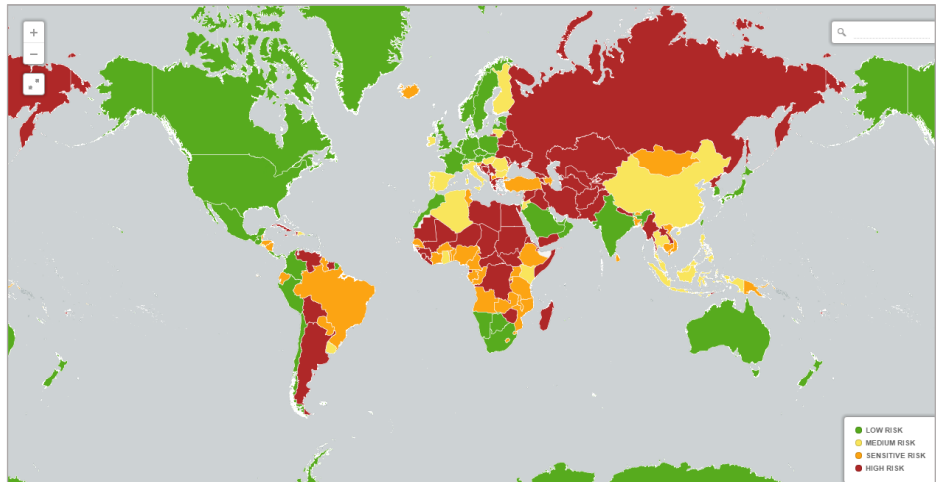 +
−
LOW RISK
MEDIUM RISK
SENSITIVE RISK
HIGH RISK